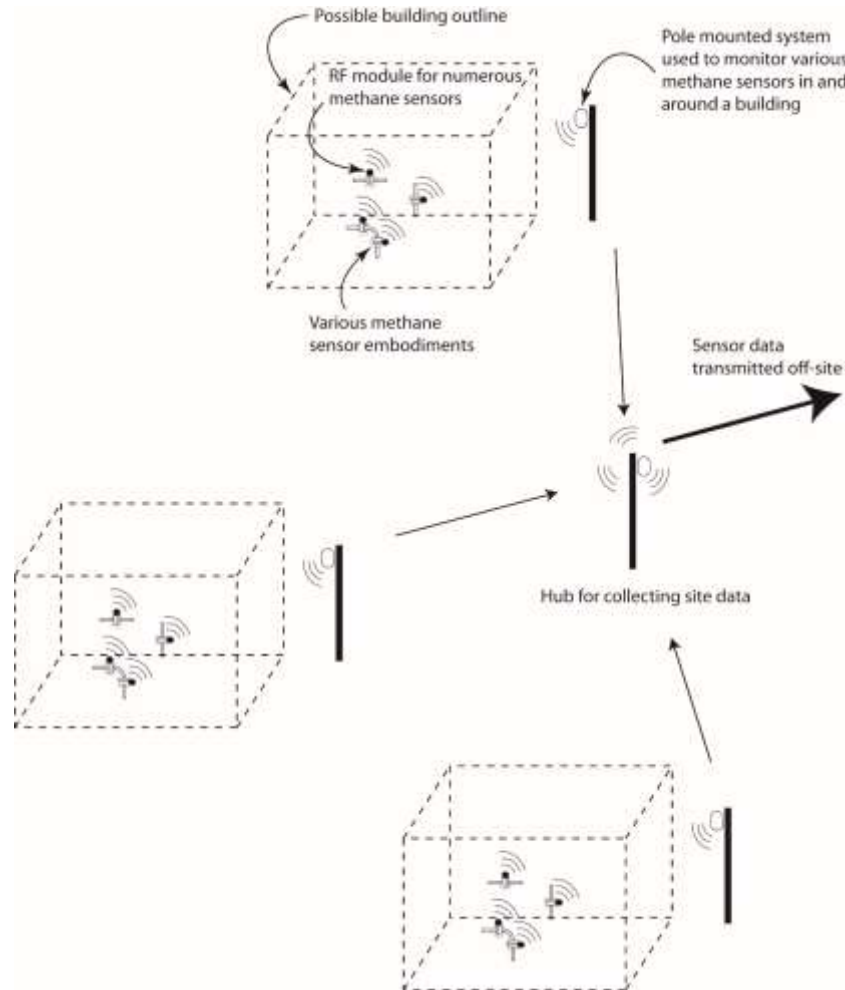 Possible building outline
RF module for numerous
methane sensors
Pole mounted system
used to monitor various
methane sensors in and
around a building
Various methane
sensor embodiments
Sensor data
transmitted off-site
Hub for collecting site data